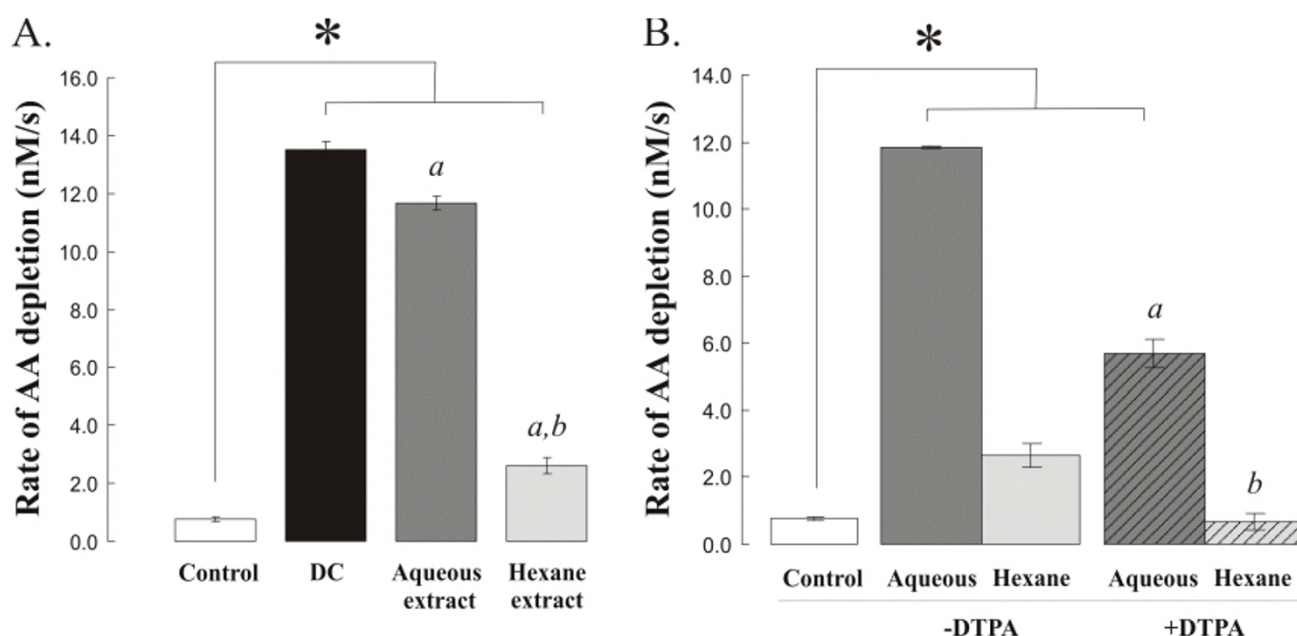 A.
*
Rate of AA depletion (nM/s)
16.0
14.0
12.0
10.0
8.0
6.0
4.0
2.0
0.0
a
a,b
Control
DC
Aqueous extract
Hexane extract
B.
*
Rate of AA depletion (nM/s)
14.0
12.0
10.0
8.0
6.0
4.0
2.0
0.0
a
b
Control Aqueous Hexane Aqueous Hexane
-DTPA +DTPA